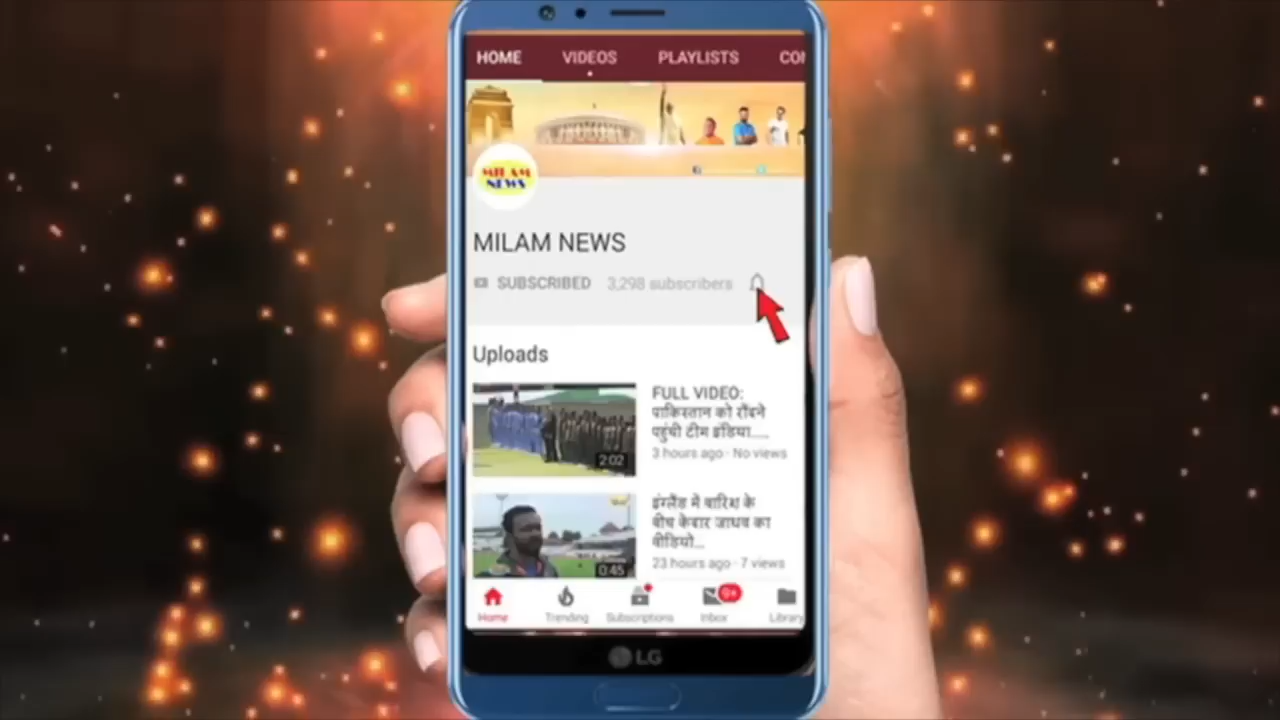 HOME VIDEOS PLAYLISTS
MILAM
NEWS
MILAM NEWS
SUBSCRIBED 3,298 subscribers
Uploads
FULL VIDEO:
पाकिस्तान को रौंदने
पहुंची टीम इंडिया.....
3 hours ago · No views
2:02
इंग्लैंड में बारिश के
बीच केदार जाधव का
वीडियो...
23 hours ago · 7 views
0:45
9+
Home Trending Subscriptions Inbox Library
LG